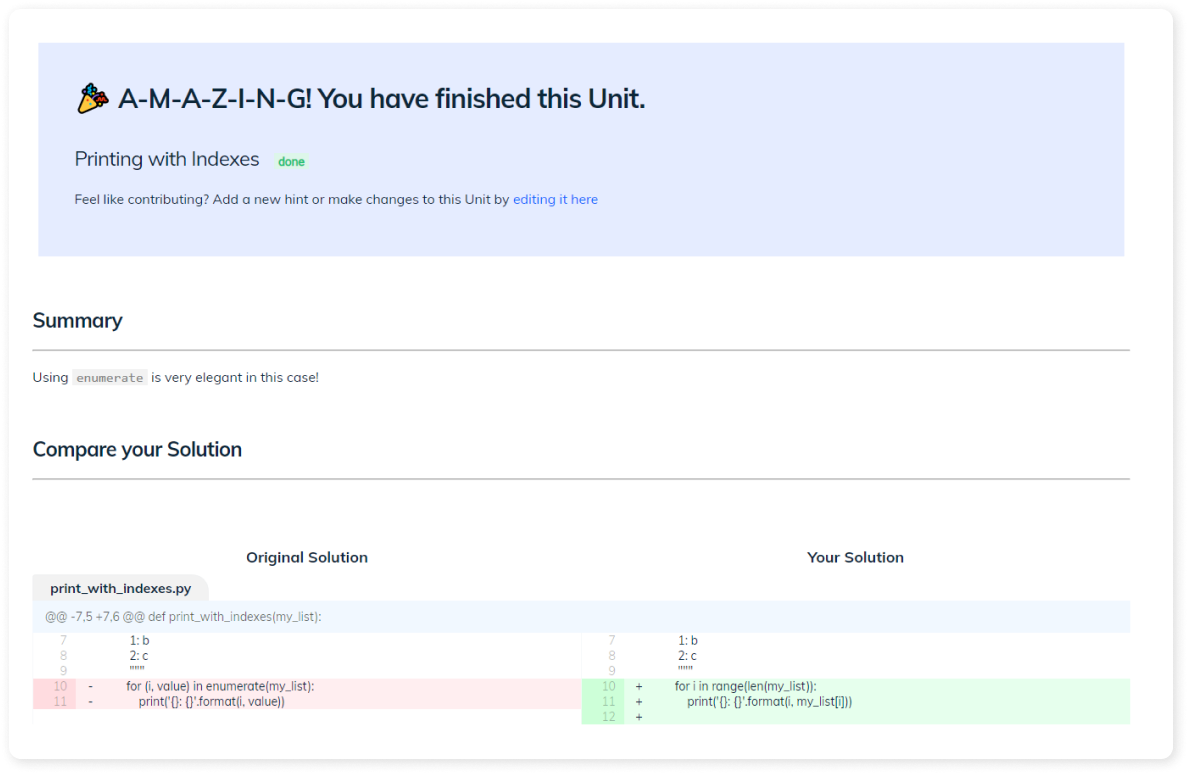 A-M-A-Z-I-N-G! You have finished this Unit.
Printing with Indexes done
Feel like contributing? Add a new hint or make changes to this Unit by editing it here
Summary
Using enumerate is very elegant in this case!
Compare your Solution
Original Solution
Your Solution
print_with_indexes.py
@@ -7,5 +7,6 @@ def print_with_indexes(my_list):
7 1: b
8 2: c
9 """
10 - for (i, value) in enumerate(my_list):
11 - print('{}: {}'.format(i, value))
7 1: b
8 2: c
9 """
10 + for i in range(len(my_list)):
11 + print('{}: {}'.format(i, my_list[i]))
12 +